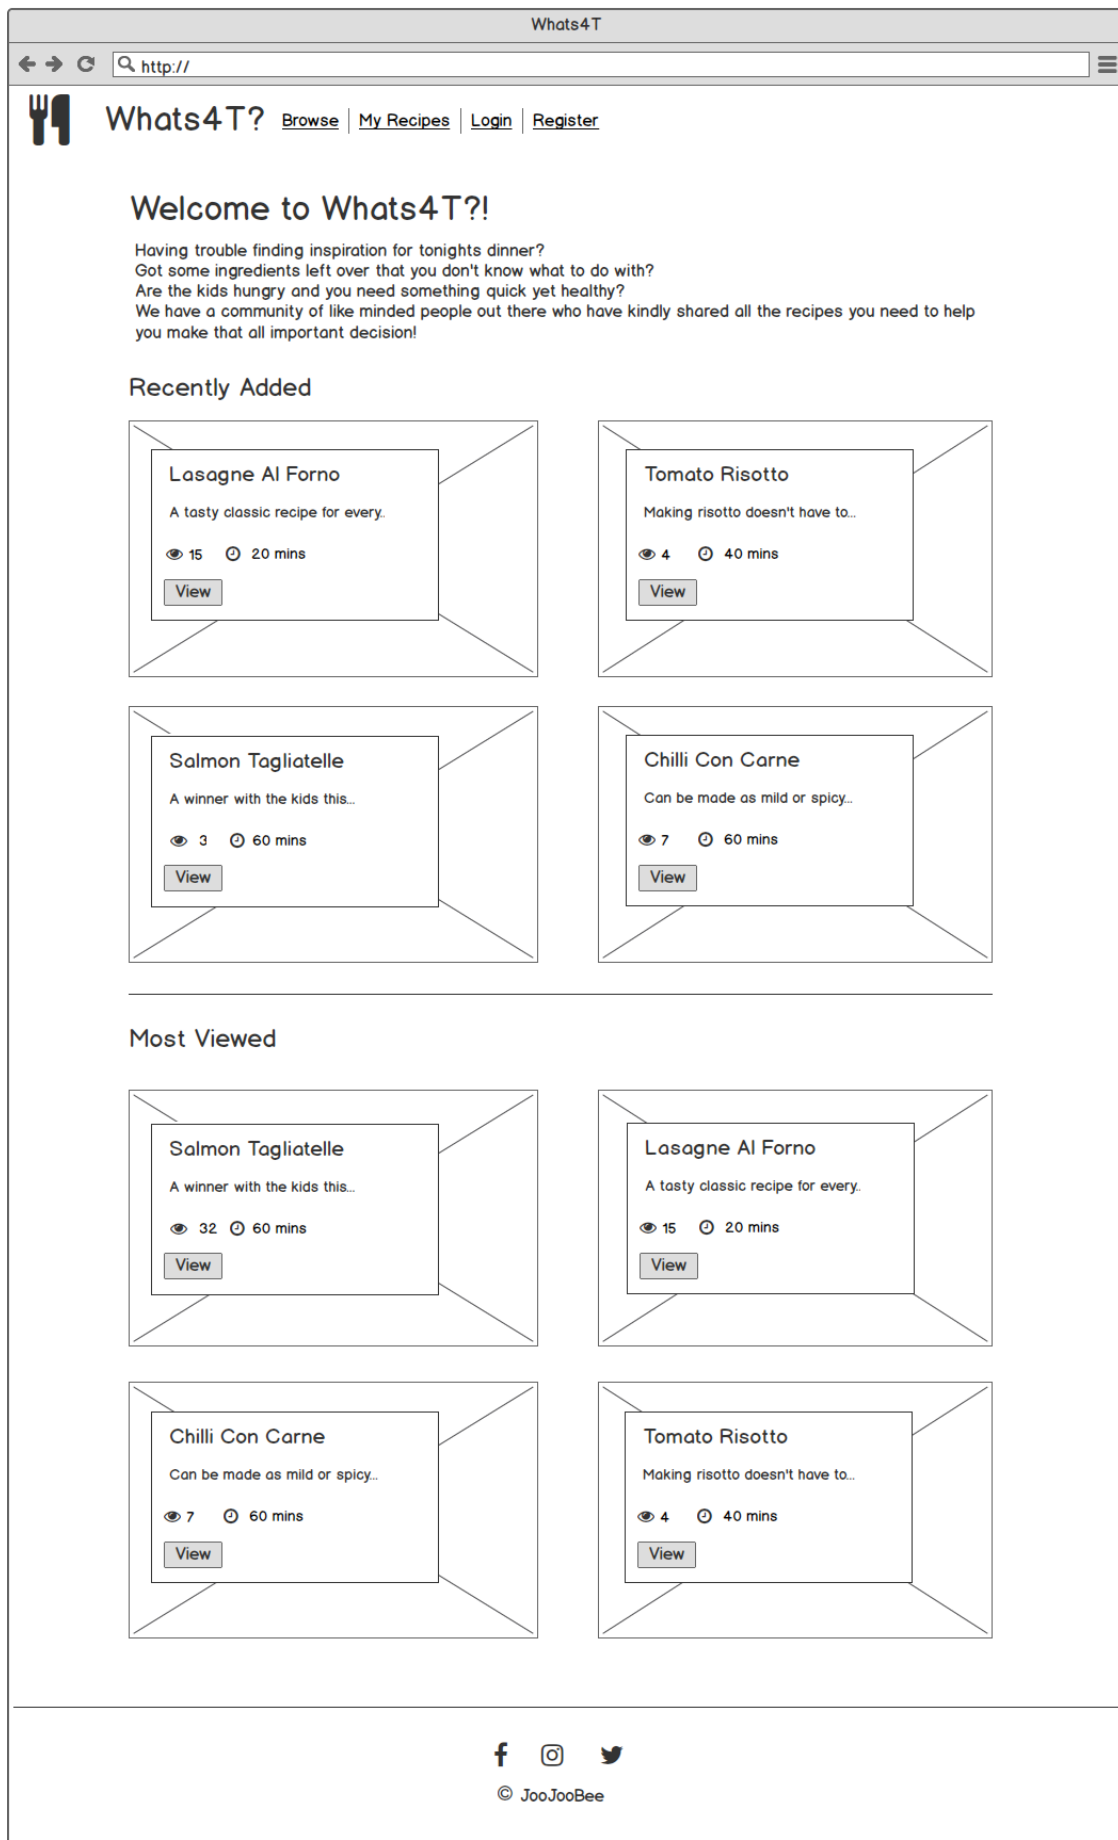 Whats4T
http://
Whats4T? Browse My Recipes Login Register
Welcome to Whats4T?!
Having trouble finding inspiration for tonights dinner?
Got some ingredients left over that you don't know what to do with?
Are the kids hungry and you need something quick yet healthy?
We have a community of like minded people out there who have kindly shared all the recipes you need to help
you make that all important decision!
Recently Added
Lasagne Al Forno
A tasty classic recipe for every..
15 20 mins
View
Tomato Risotto
Making risotto doesn't have to...
4 40 mins
View
Salmon Tagliatelle
A winner with the kids this...
3 60 mins
View
Chilli Con Carne
Can be made as mild or spicy...
7 60 mins
View
Most Viewed
Salmon Tagliatelle
A winner with the kids this...
32 60 mins
View
Lasagne Al Forno
A tasty classic recipe for every..
15 20 mins
View
Chilli Con Carne
Can be made as mild or spicy...
7 60 mins
View
Tomato Risotto
Making risotto doesn't have to...
4 40 mins
View
© JooJooBee